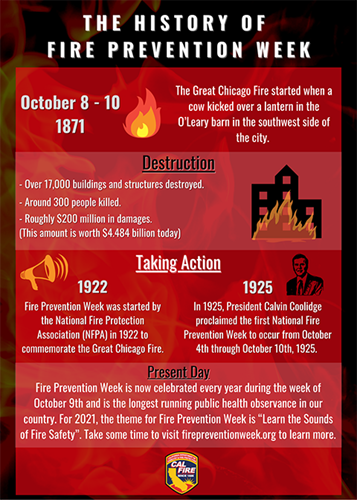 THE HISTORY OF
FIRE PREVENTION WEEK
October 8 - 10
1871
The Great Chicago Fire started when a
cow kicked over a lantern in the
O'Leary barn in the southwest side of
the city.
Destruction
- Over 17,000 buildings and structures destroyed.
- Around 300 people killed.
- Roughly $200 million in damages.
(This amount is worth $4.484 billion today)
Taking Action
1922
Fire Prevention Week was started by
the National Fire Protection
Association (NFPA) in 1922 to
commemorate the Great Chicago Fire.
1925
In 1925, President Calvin Coolidge
proclaimed the first National Fire
Prevention Week to occur from October
4th through October 10th, 1925.
Present Day
Fire Prevention Week is now celebrated every year during the week of
October 9th and is the longest running public health observance in our
country. For 2021, the theme for Fire Prevention Week is "Learn the Sounds
of Fire Safety". Take some time to visit firepreventionweek.org to learn more.
CAL
FIRE